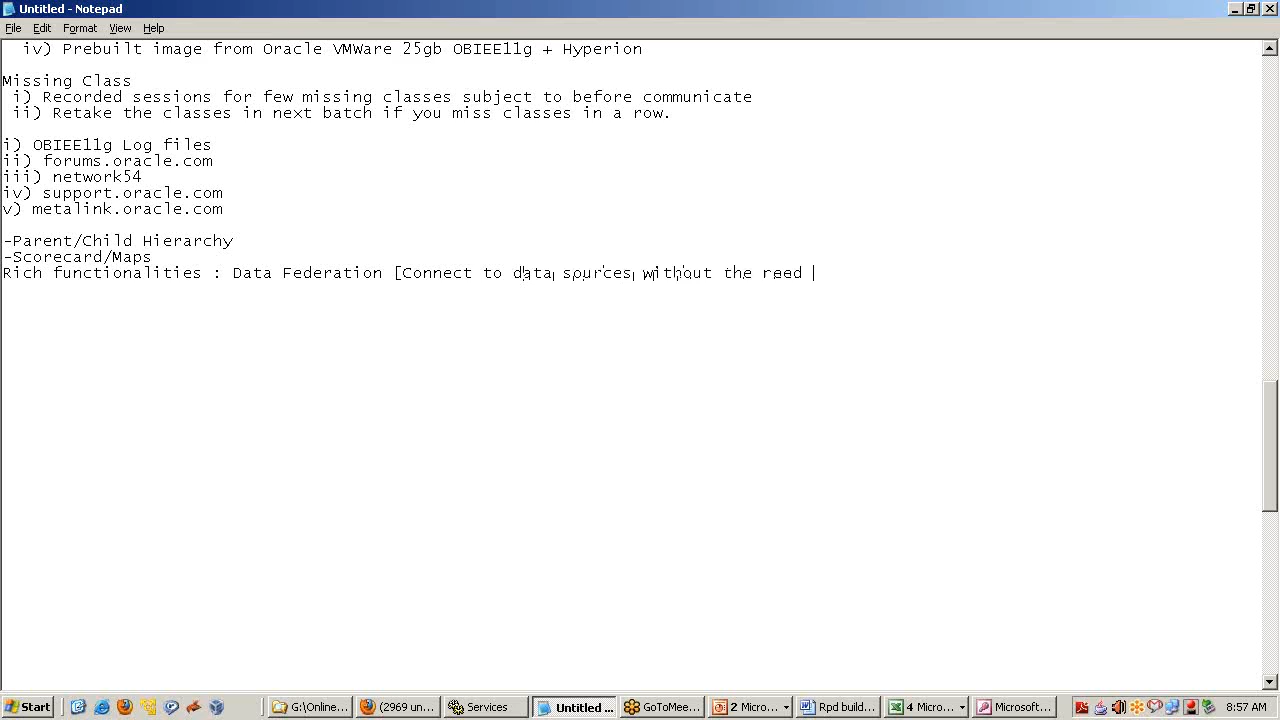 Untitled - Notepad
File Edit Format View Help
iv) Prebuilt image from Oracle VMWare 25gb OBIEE11g + Hyperion
Missing Class
i) Recorded sessions for few missing classes subject to before communicate
ii) Retake the classes in next batch if you miss classes in a row.
i) OBIEE11g Log files
ii) forums.oracle.com
iii) network54
iv) support.oracle.com
v) metalink.oracle.com
-Parent/Child Hierarchy
-Scorecard/Maps
Rich functionalities : Data Federation [Connect to data sources without the need
Start G:\Online... (2969 un... Services Untitled ... GoToMee... 2 Micro... Rpd build... 4 Micro... Microsoft... 8:57 AM